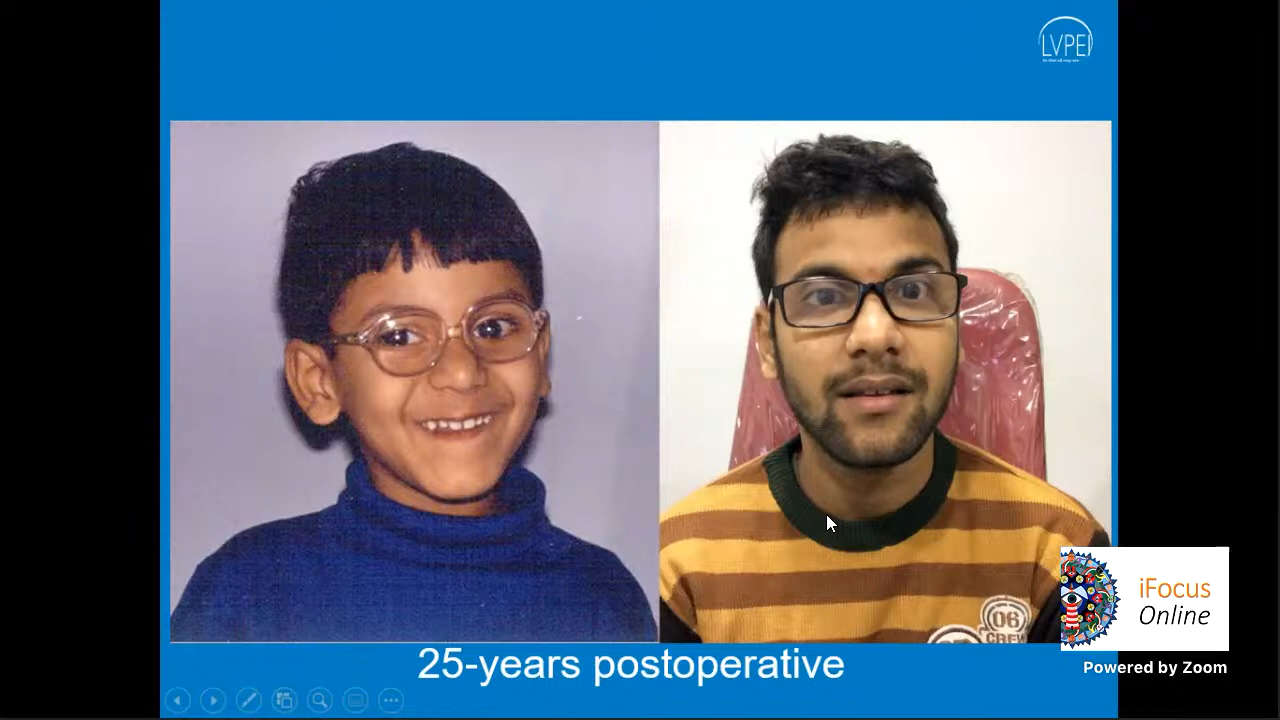 LVPEI
25-years postoperative
06
CREW
iFocus
Online
Powered by Zoom